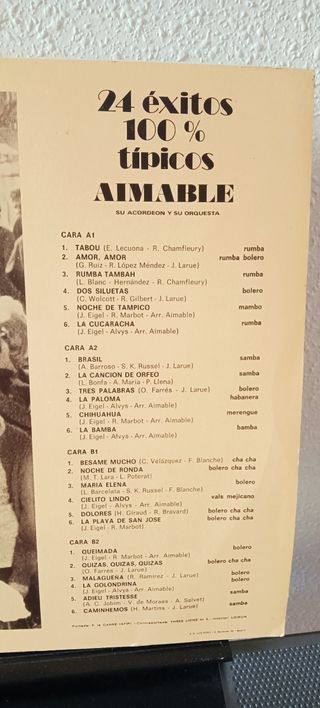 24 éxitos
100 %
típicos
AIMABLE
SU ACORDEON Y SU ORQUESTA
CARA A1
1. TABOU (E. Lecuona - R. Chamfleury) rumba
2. AMOR, AMOR rumba bolero
(G. Ruiz - R. López Méndez - J. Larue)
3. RUMBA TAMBAH rumba
(L. Blanc - Hernández - R. Chamfleury)
4. DOS SILUETAS bolero
(C. Wolcott - R. Gilbert - J. Larue)
5. NOCHE DE TAMPICO mambo
(J. Eigel - R. Marbot - Arr. Aimable)
6. LA CUCARACHA rumba
(J. Eigel - Alvys - Arr. Aimable)
CARA A2
1. BRASIL samba
(A. Barroso - S. K. Russel - J. Larue)
2. LA CANCION DE ORFEO samba
(L. Bonfa - A. María - P. Llena)
3. TRES PALABRAS (O. Farrés - J. Larue) bolero
4. LA PALOMA habanera
(J. Eigel - Alvys - Arr. Aimable)
5. CHIHUAHUA merengue
(J. Eigel - R. Marbot - Arr. Aimable)
6. LA BAMBA bamba
(J. Eigel - Alvys - Arr. Aimable)
CARA B1
1. BESAME MUCHO (C. Velázquez - F. Blanche) cha cha
2. NOCHE DE RONDA bolero cha cha
(M. T. Lara - L. Poterat)
3. MARIA ELENA bolero
(L. Barcelata - S. K. Russel - F. Blanche)
4. CIELITO LINDO vals mejicano
(J. Eigel - Alvys - Arr. Aimable)
5. DOLORES (H. Giraud - R. Bravard) bolero cha cha
6. LA PLAYA DE SAN JOSE bolero cha cha
(J. Eigel - R. Marbot)
CARA B2
1. QUEIMADA bolero
(J. Eigel - R. Marbot - Arr. Aimable)
2. QUIZAS, QUIZAS, QUIZAS bolero cha cha
(O. Farrés - J. Larue)
3. MALAGUEÑA (R. Ramírez - J. Larue) bolero
4. LA GOLONDRINA bolero
(J. Eigel - Alvys - Arr. Aimable)
5. ADIEU TRISTESSE samba
(A. C. Jobim - V. de Moraes - A. Salvet)
6. CAMINHEMOS (H. Martins - J. Larue) samba